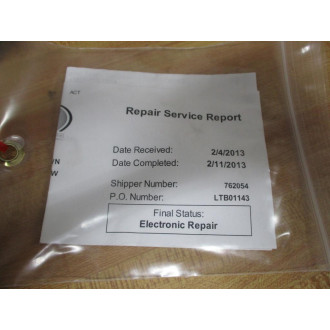 NCT
Repair Service Report
Date Received: 2/4/2013
Date Completed: 2/11/2013
Shipper Number: 762054
P.O. Number: LTB01143
Final Status:
Electronic Repair